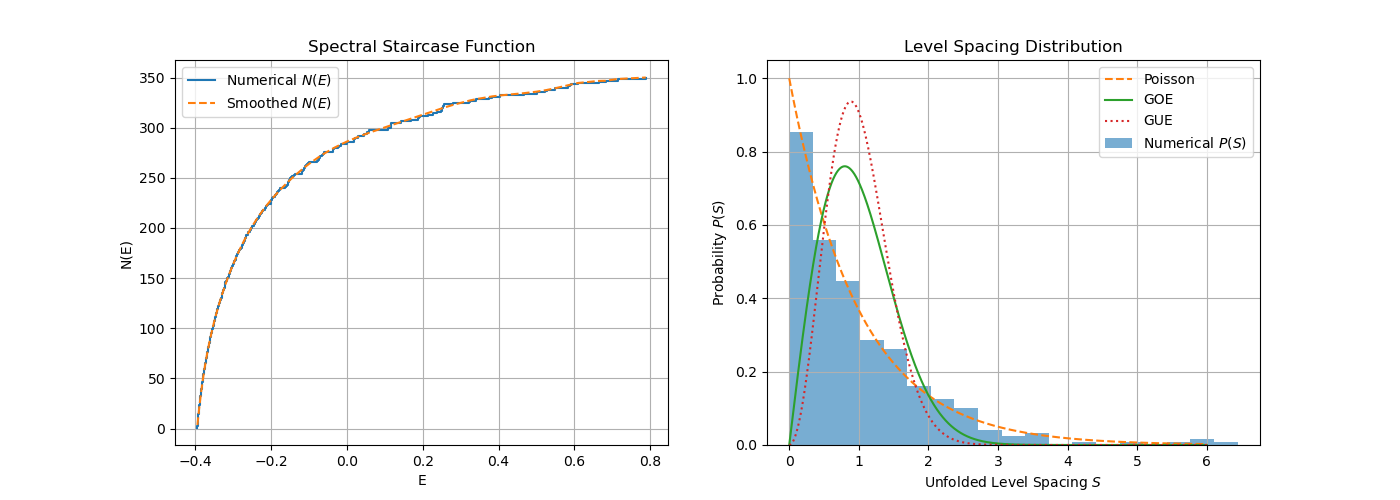 Spectral Staircase Function
Numerical N(E)
Smoothed N(E)
350
300
250
200
150
100
50
0
N(E)
−0.4
−0.2
0.0
0.2
0.4
0.6
0.8
E
Level Spacing Distribution
Poisson
GOE
GUE
Numerical P(S)
1.0
0.8
0.6
0.4
0.2
0.0
Probability P(S)
0
1
2
3
4
5
6
Unfolded Level Spacing S